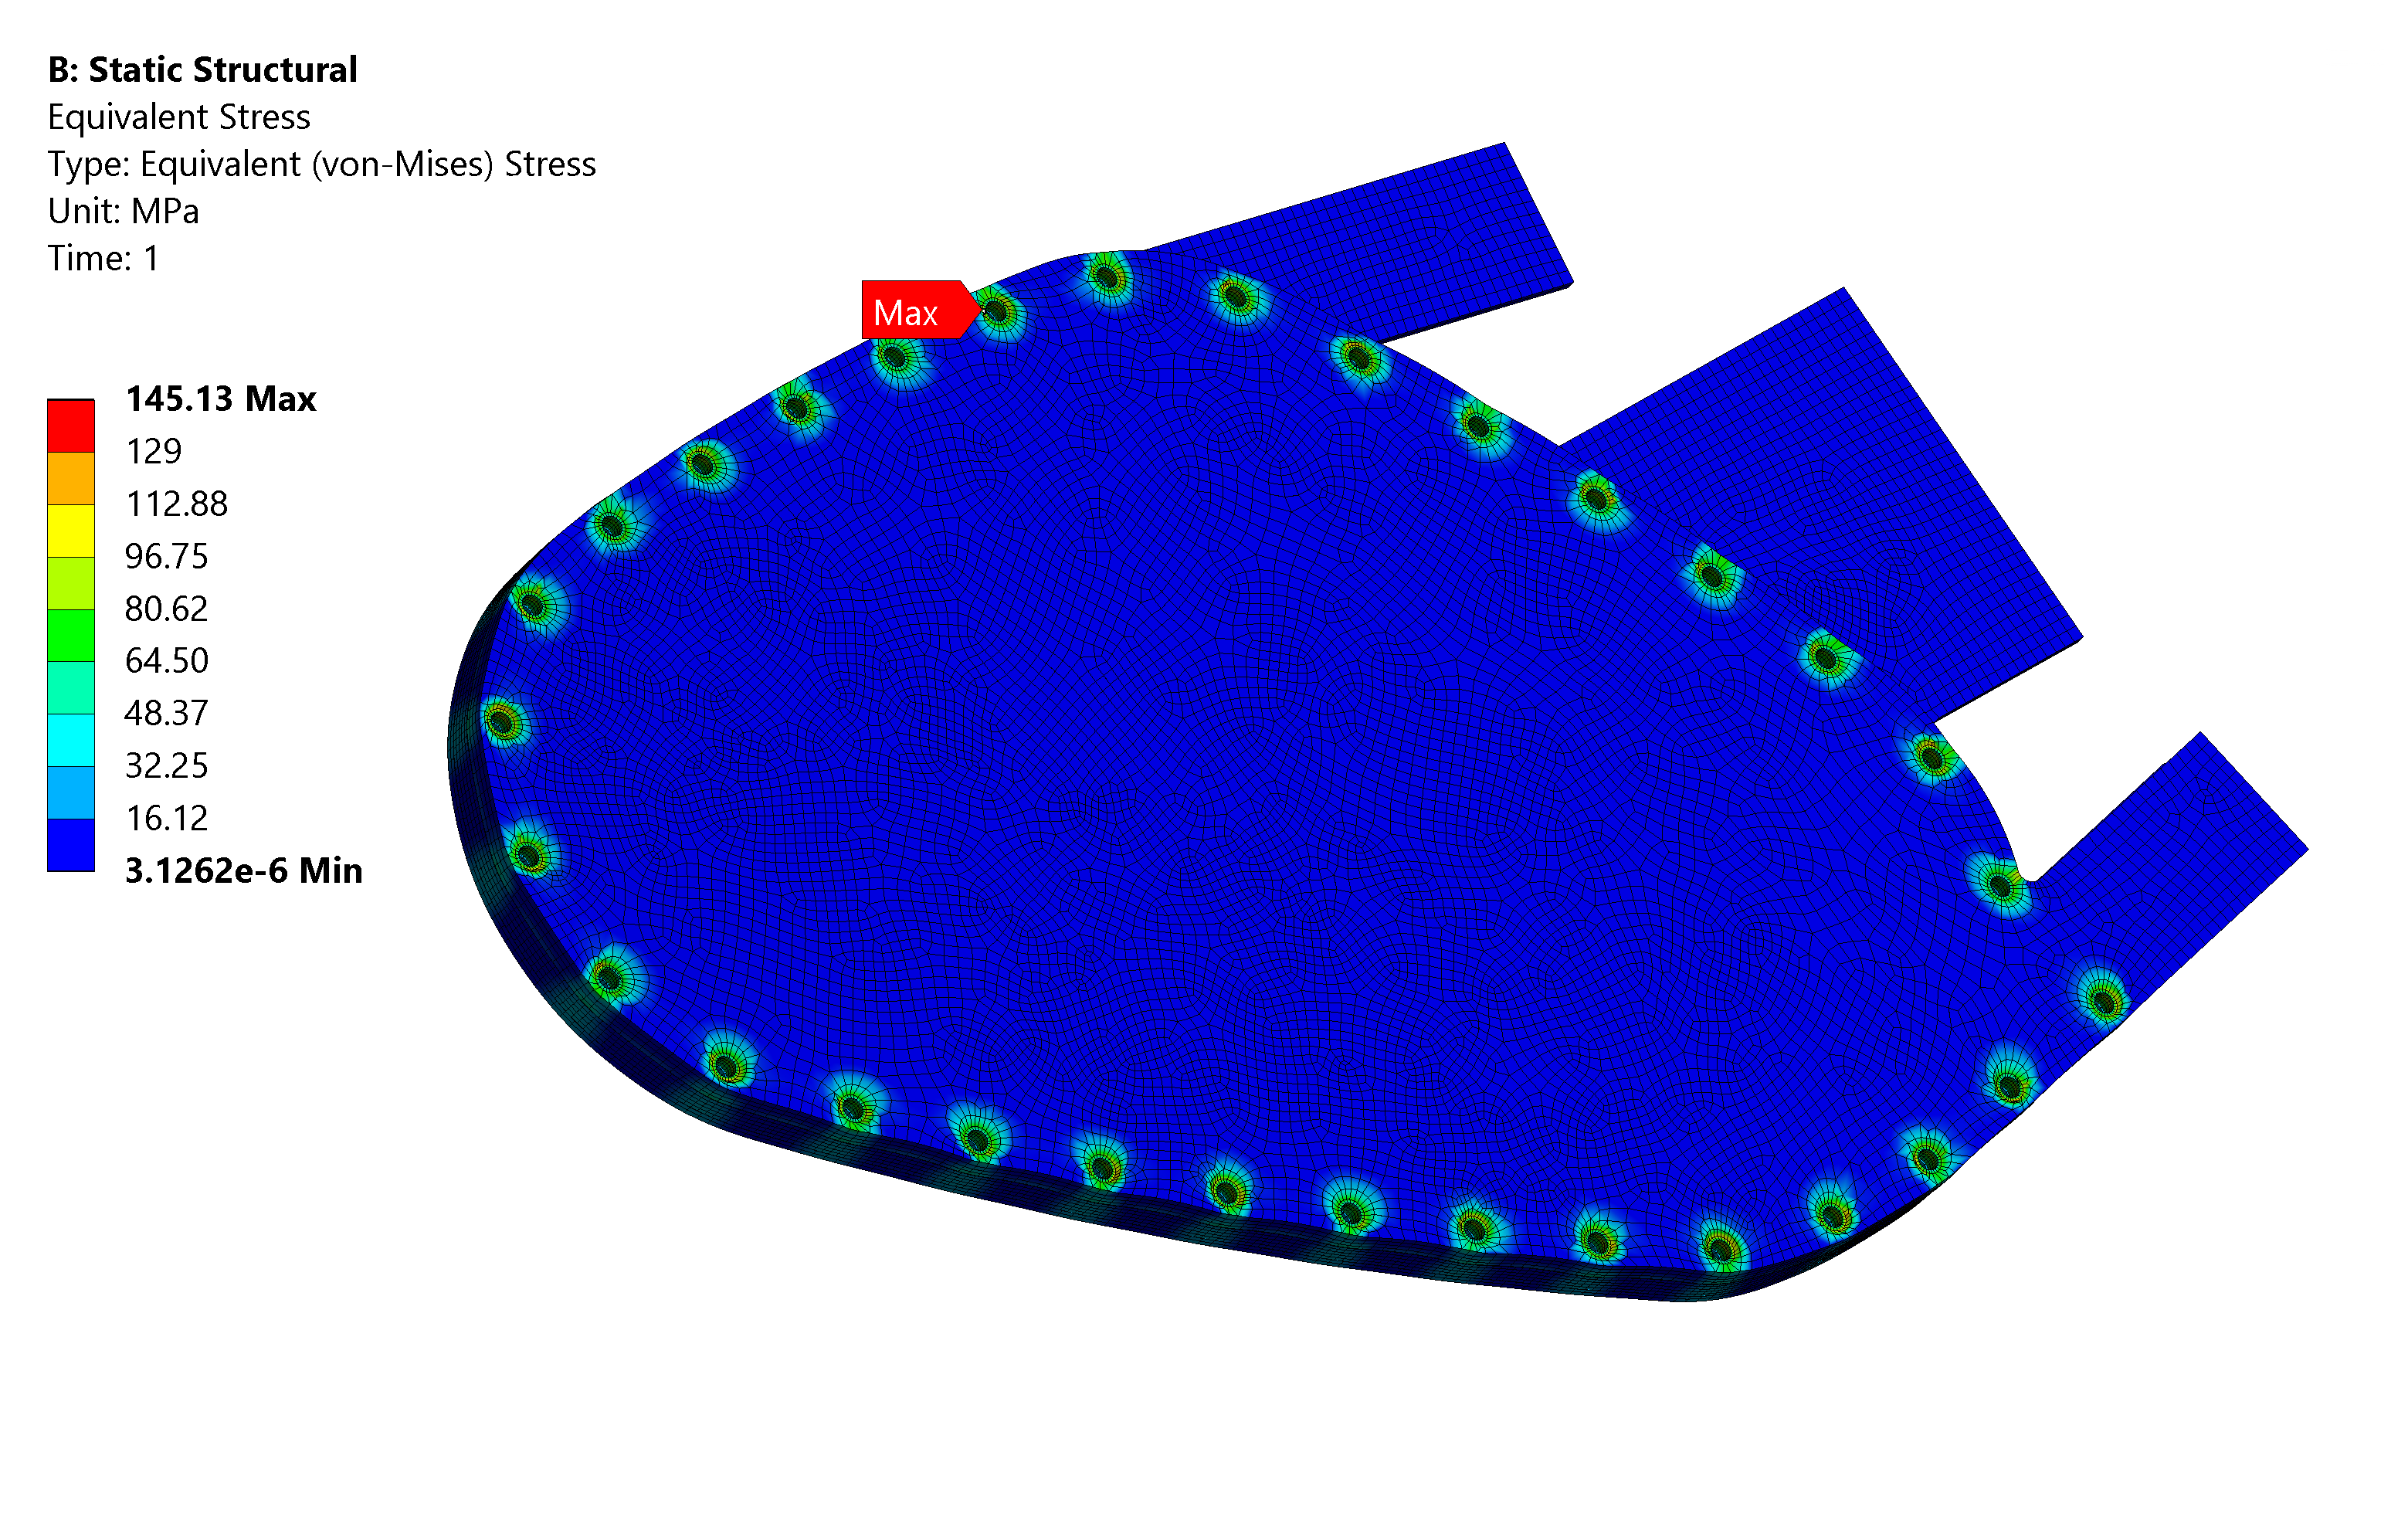 B: Static Structural
Equivalent Stress
Type: Equivalent (von-Mises) Stress
Unit: MPa
Time: 1
Max
145.13 Max
129
112.88
96.75
80.62
64.50
48.37
32.25
16.12
3.1262e-6 Min